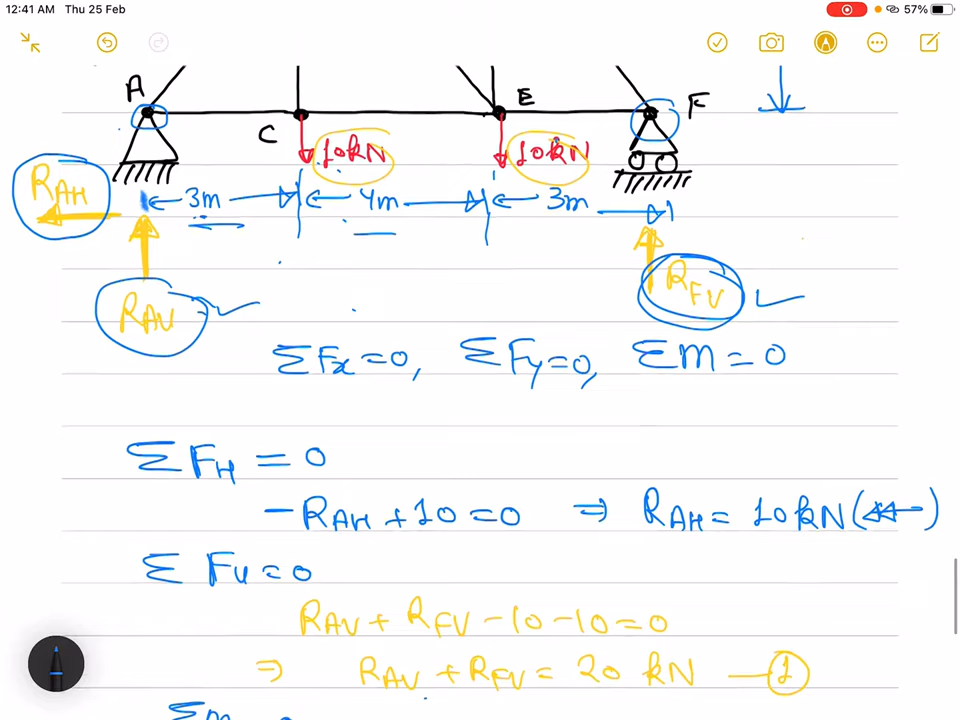 12:41 AM Thu 25 Feb
57%
A
E
F
C
10kN
10kN
RAH
3m
4m
3m
RAV
RFV
ΣFx=0, ΣFy=0, Σm=0
ΣFH=0
-RAH+10=0 ⇒ RAH=10kN(←)
ΣFV=0
RAV+RFV-10-10=0
⇒ RAV+RFV=20 kN — 1